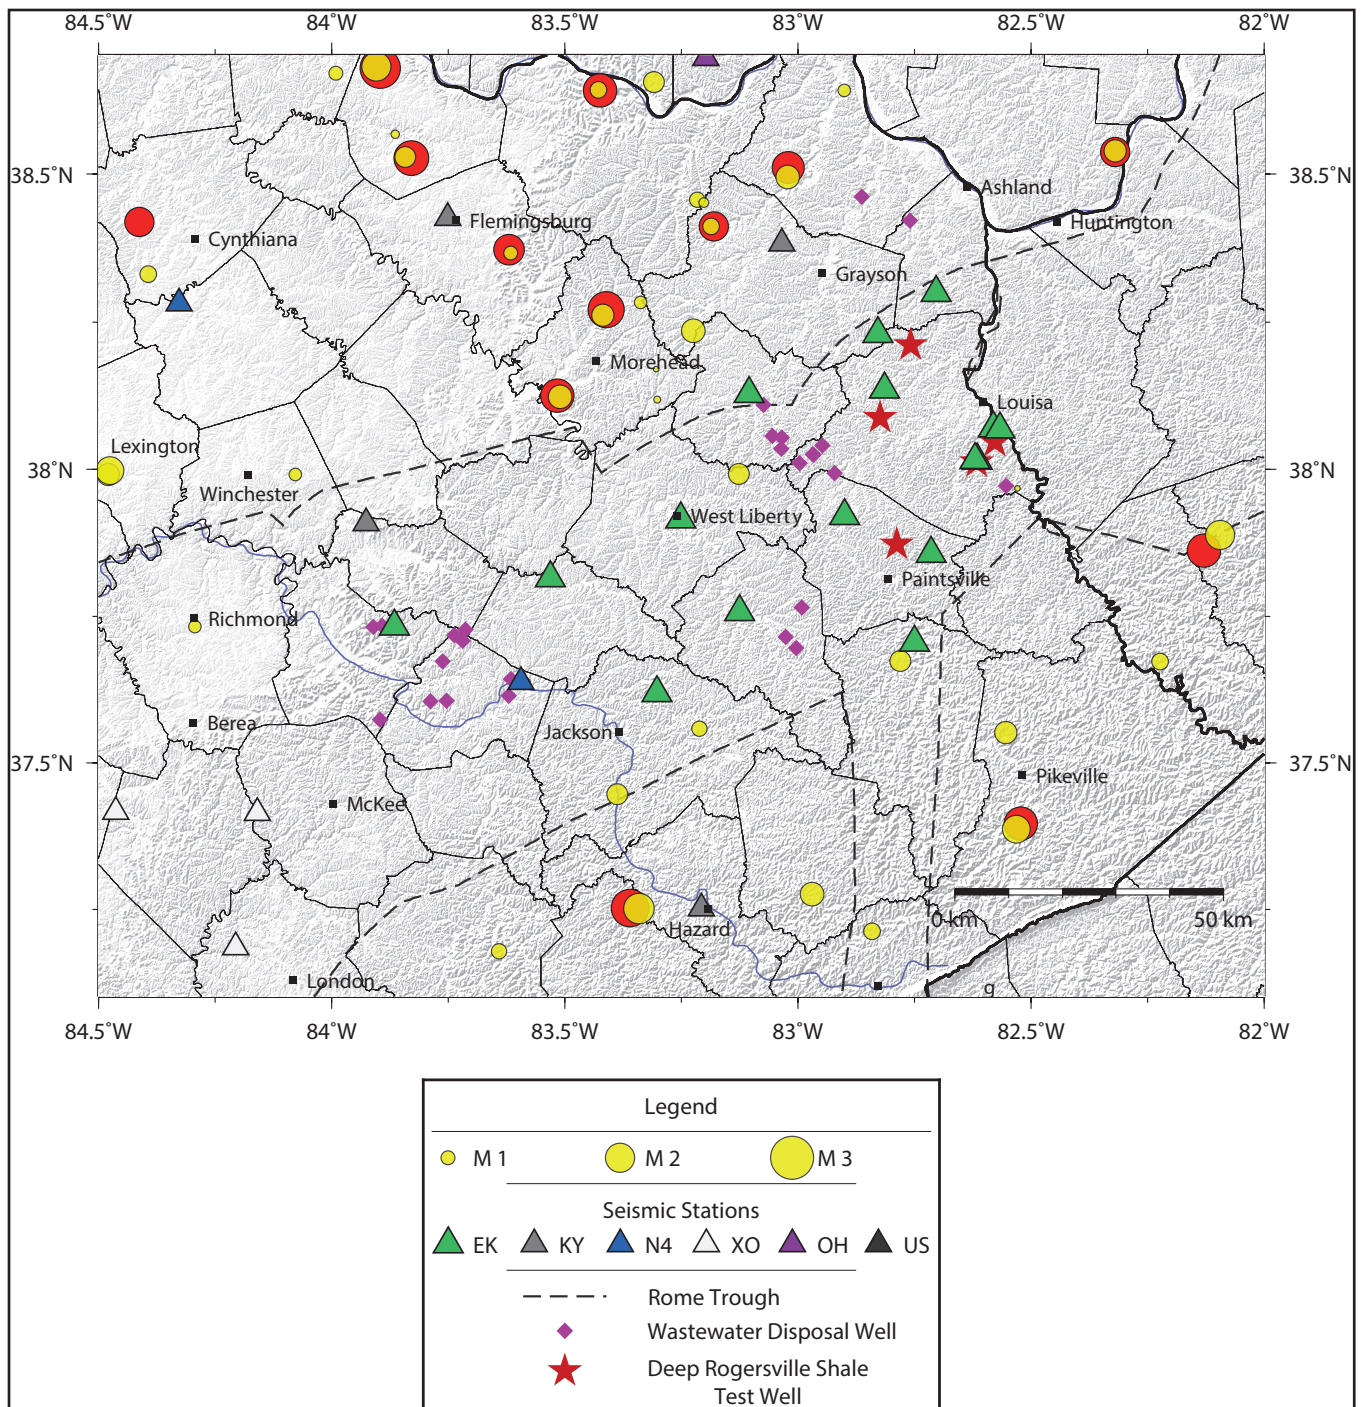 84.5°W 84°W 83.5°W 83°W 82.5°W 82°W
38.5°N 38.5°N
Ashland
Flemingsburg
Huntington
Cynthiana
Grayson
Morehead
Louisa
Lexington
38°N 38°N
Winchester
West Liberty
Paintsville
Richmond
Berea
Jackson
37.5°N 37.5°N
Pikeville
McKee
0 km 50 km
Hazard
London
g
84.5°W 84°W 83.5°W 83°W 82.5°W 82°W
Legend
M 1 M 2 M 3
Seismic Stations
EK KY N4 XO OH US
Rome Trough
Wastewater Disposal Well
Deep Rogersville Shale
Test Well